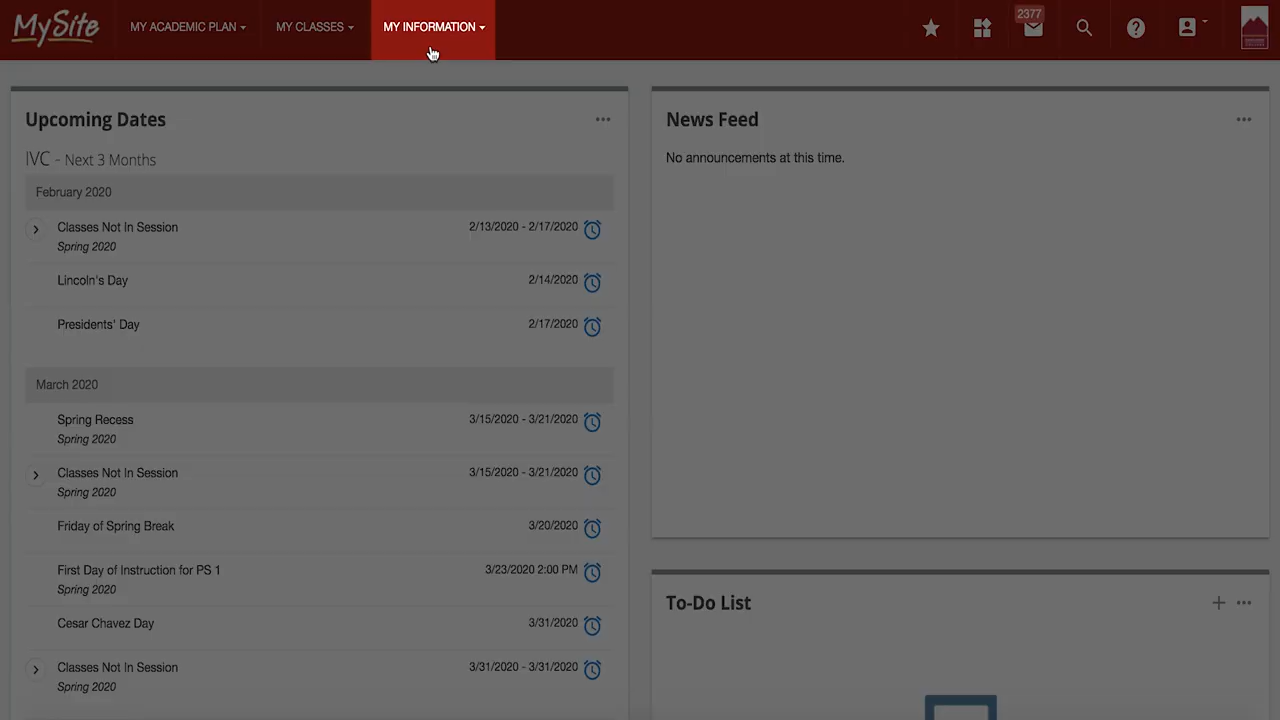 MySite
MY ACADEMIC PLAN
MY CLASSES
MY INFORMATION
2377
Upcoming Dates
IVC - Next 3 Months
February 2020
Classes Not In Session 2/13/2020 - 2/17/2020
Spring 2020
Lincoln's Day 2/14/2020
Presidents' Day 2/17/2020
March 2020
Spring Recess 3/15/2020 - 3/21/2020
Spring 2020
Classes Not In Session 3/15/2020 - 3/21/2020
Spring 2020
Friday of Spring Break 3/20/2020
First Day of Instruction for PS 1 3/23/2020 2:00 PM
Spring 2020
Cesar Chavez Day 3/31/2020
Classes Not In Session 3/31/2020 - 3/31/2020
Spring 2020
News Feed
No announcements at this time.
To-Do List